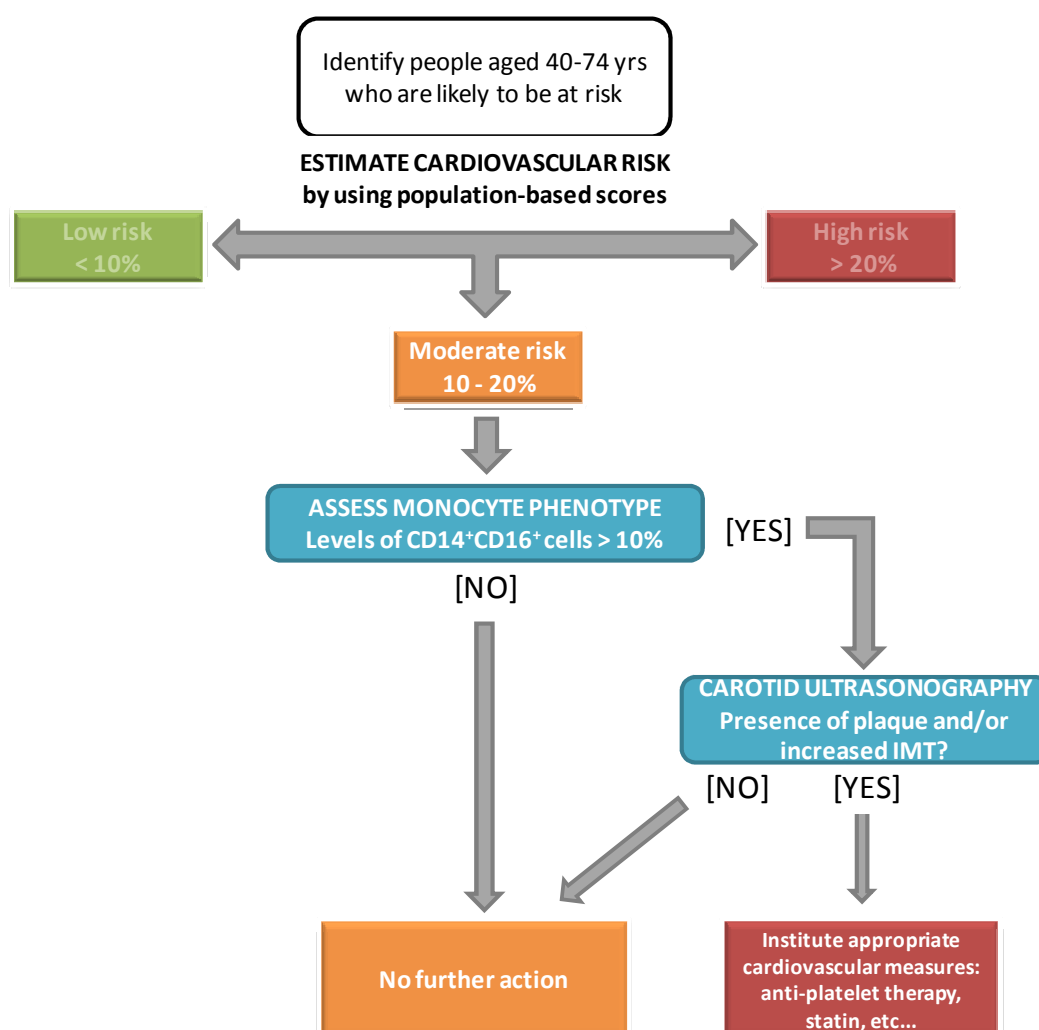 Identify people aged 40-74 yrs
who are likely to be at risk
ESTIMATE CARDIOVASCULAR RISK
by using population-based scores
Low risk
< 10%
High risk
> 20%
Moderate risk
10 - 20%
ASSESS MONOCYTE PHENOTYPE
Levels of CD14⁺CD16⁺ cells > 10%
[YES]
[NO]
CAROTID ULTRASONOGRAPHY
Presence of plaque and/or
increased IMT?
[NO]
[YES]
No further action
Institute appropriate
cardiovascular measures:
anti-platelet therapy,
statin, etc...